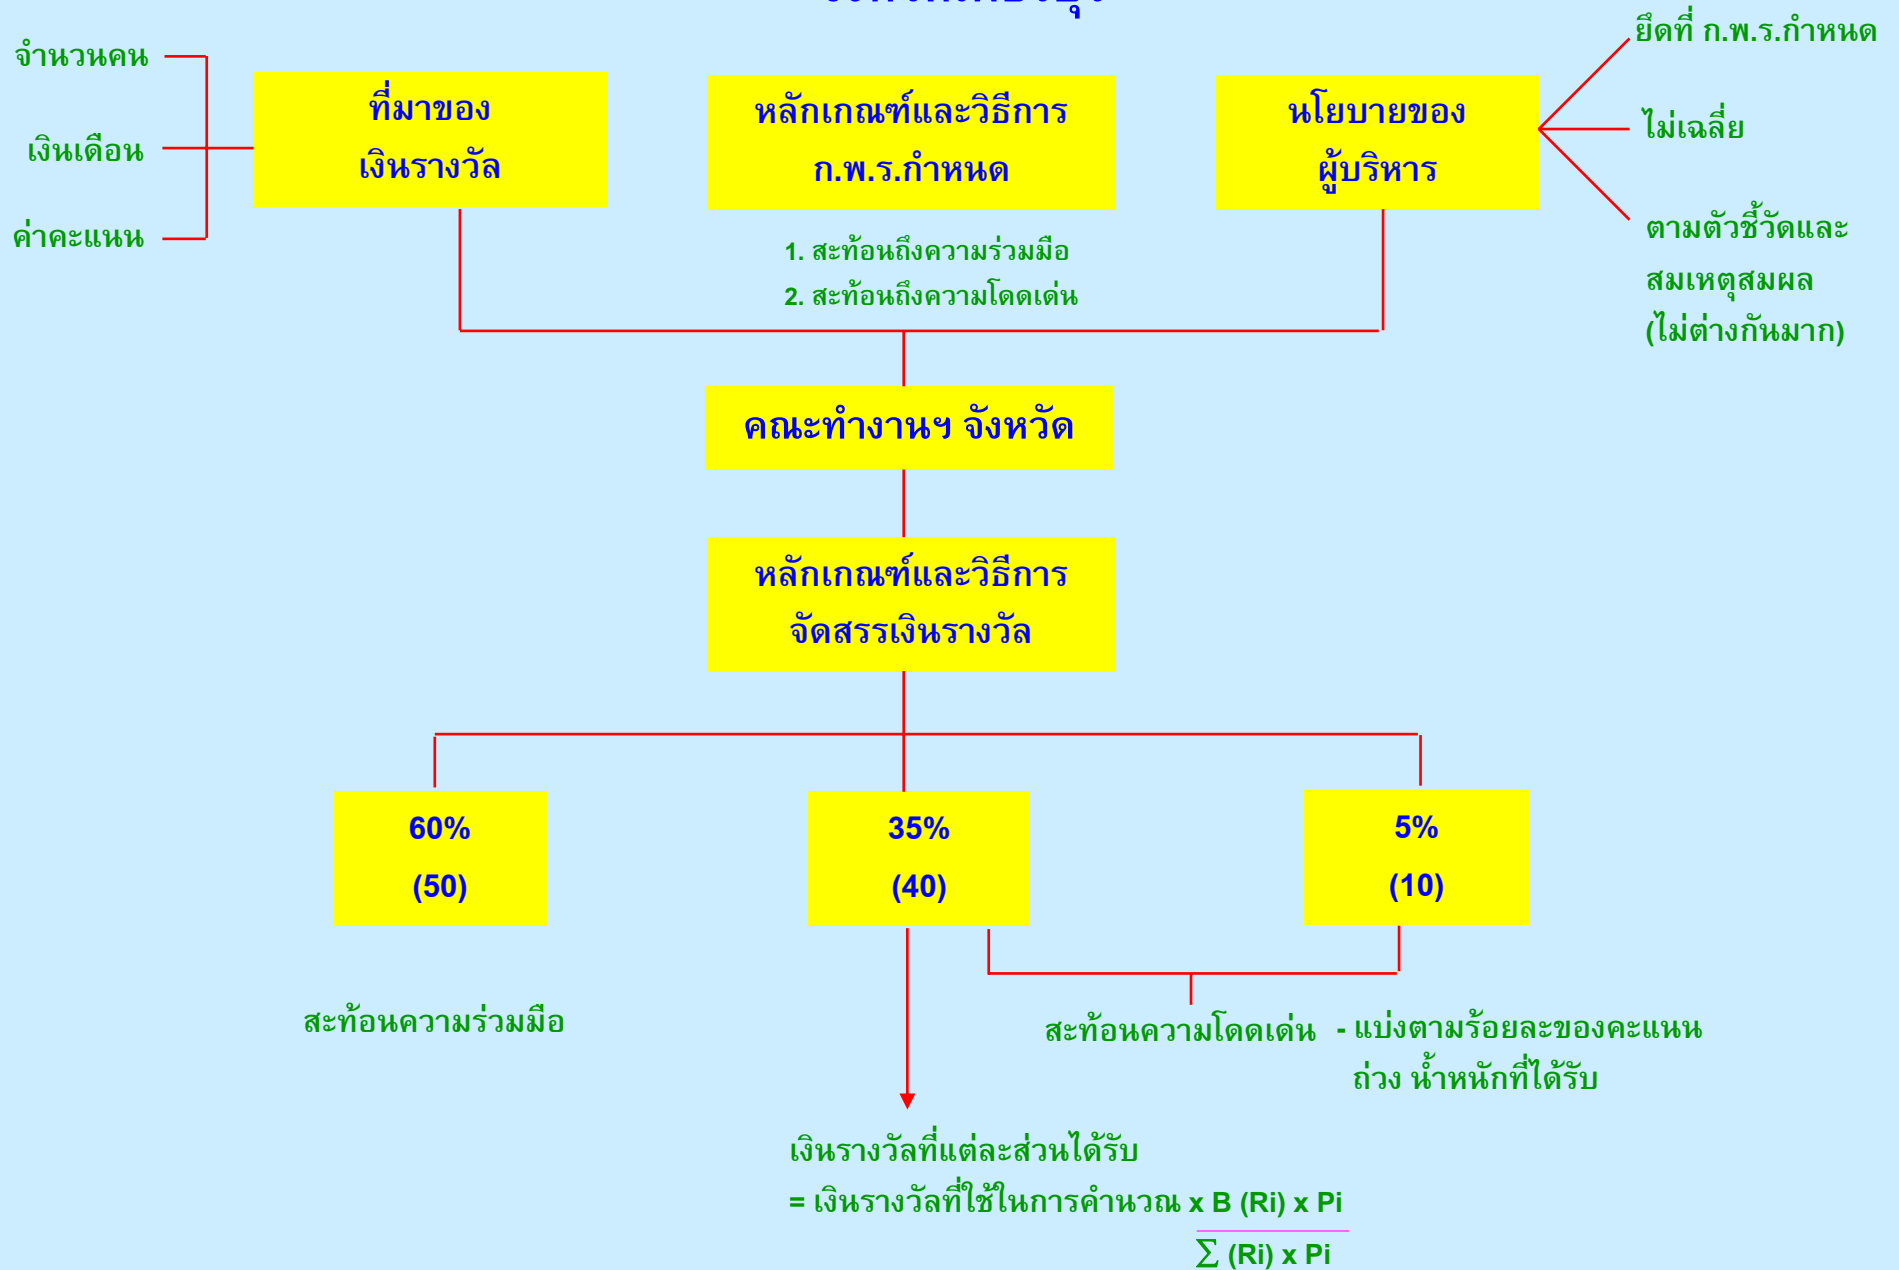 จำนวนคน
เงินเดือน
ค่าคะแนน
ที่มาของ
เงินรางวัล
หลักเกณฑ์และวิธีการ
ก.พ.ร.กำหนด
1. สะท้อนถึงความร่วมมือ
2. สะท้อนถึงความโดดเด่น
นโยบายของ
ผู้บริหาร
ยึดที่ ก.พ.ร.กำหนด
ไม่เฉลี่ย
ตามตัวชี้วัดและ
สมเหตุสมผล
(ไม่ต่างกันมาก)
คณะทำงานฯ จังหวัด
หลักเกณฑ์และวิธีการ
จัดสรรเงินรางวัล
60%
(50)
35%
(40)
5%
(10)
สะท้อนความร่วมมือ
สะท้อนความโดดเด่น
- แบ่งตามร้อยละของคะแนน
ถ่วง น้ำหนักที่ได้รับ
เงินรางวัลที่แต่ละส่วนได้รับ
= เงินรางวัลที่ใช้ในการคำนวณ x B (Ri) x Pi
∑ (Ri) x Pi